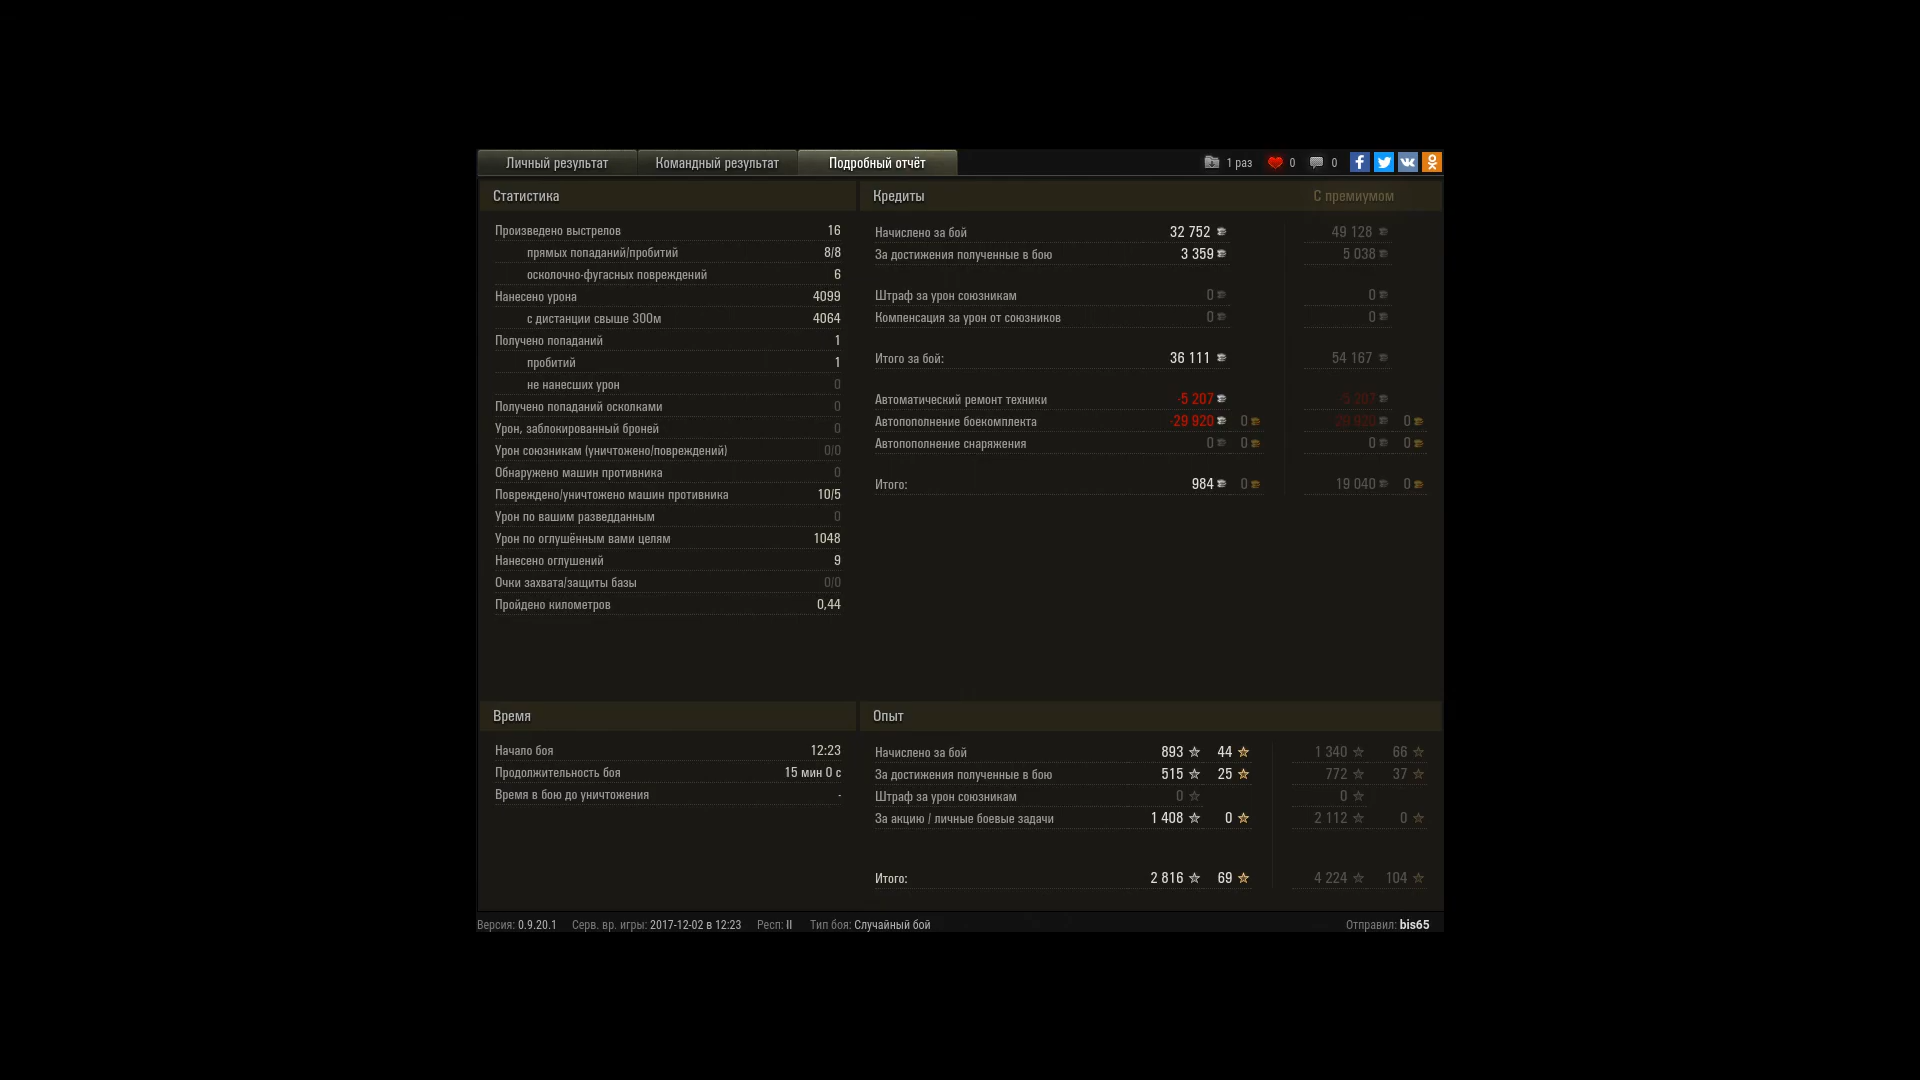 Личный результат Командный результат Подробный отчёт 1 раз 0 0
Статистика
Произведено выстрелов 16
прямых попаданий/пробитий 8/8
осколочно-фугасных повреждений 6
Нанесено урона 4099
с дистанции свыше 300м 4064
Получено попаданий 1
пробитий 1
не нанесших урон 0
Получено попаданий осколками 0
Урон, заблокированный броней 0
Урон союзникам (уничтожено/повреждений) 0/0
Обнаружено машин противника 0
Повреждено/уничтожено машин противника 10/5
Урон по вашим разведданным 0
Урон по оглушённым вами целям 1048
Нанесено оглушений 9
Очки захвата/защиты базы 0/0
Пройдено километров 0,44
Кредиты С премиумом
Начислено за бой 32 752 49 128
За достижения полученные в бою 3 359 5 038
Штраф за урон союзникам 0 0
Компенсация за урон от союзников 0 0
Итого за бой: 36 111 54 167
Автоматический ремонт техники -5 207 -5 207
Автопополнение боекомплекта -29 920 0 -29 920 0
Автопополнение снаряжения 0 0 0 0
Итого: 984 0 19 040 0
Время
Начало боя 12:23
Продолжительность боя 15 мин 0 с
Время в бою до уничтожения -
Опыт
Начислено за бой 893 44 1 340 66
За достижения полученные в бою 515 25 772 37
Штраф за урон союзникам 0 0
За акцию / личные боевые задачи 1 408 0 2 112 0
Итого: 2 816 69 4 224 104
Версия: 0.9.20.1 Серв. вр. игры: 2017-12-02 в 12:23 Респ: II Тип боя: Случайный бой Отправил: bis65